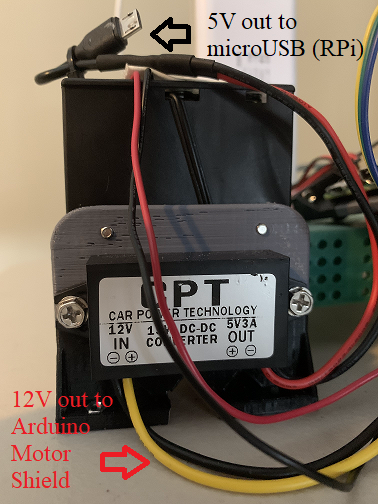 5V out to
microUSB (RPi)
CPT
CAR POWER TECHNOLOGY
12V DC-DC 5V3A
IN CONVERTER OUT
12V out to
Arduino
Motor
Shield